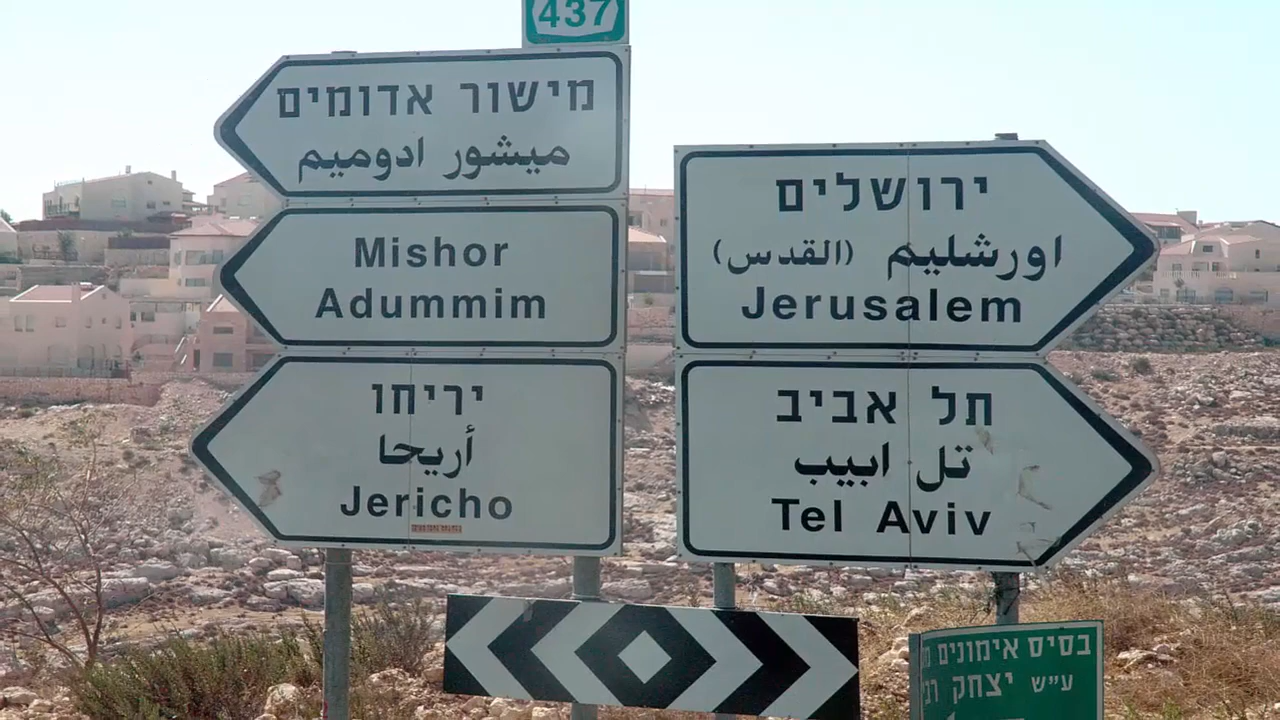 437
מישור אדומים
ميشور ادوميم
Mishor
Adummim
יריחו
أريحا
Jericho
ירושלים
اورشليم (القدس)
Jerusalem
תל אביב
تل ابيب
Tel Aviv
בסיס אימונים
ע״ש יצחק